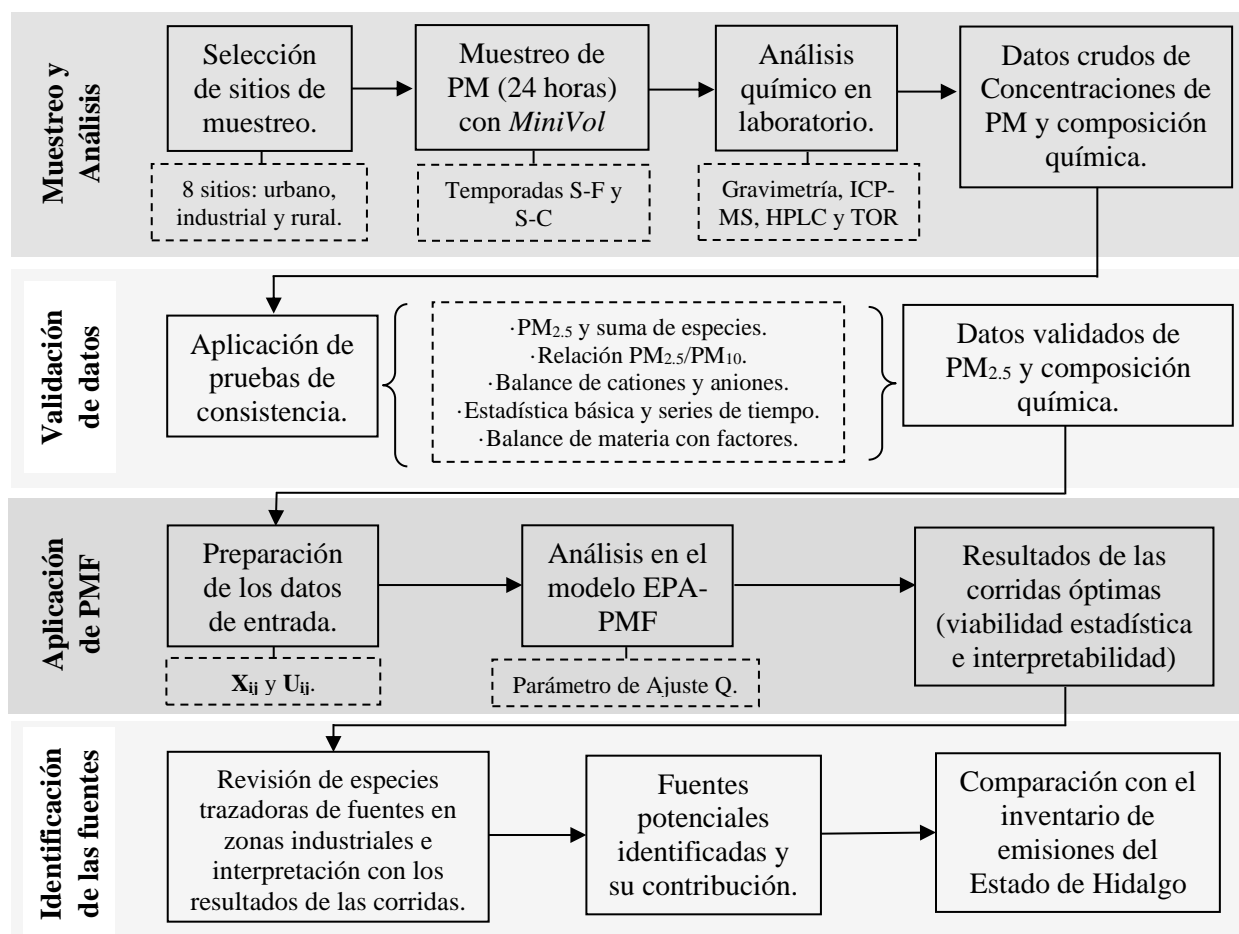 Muestreo y
Análisis
Selección
de sitios de
muestreo.
8 sitios: urbano,
industrial y rural.
Muestreo de
PM (24 horas)
con MiniVol
Temporadas S-F y
S-C
Análisis
químico en
laboratorio.
Gravimetría, ICP-
MS, HPLC y TOR
Datos crudos de
Concentraciones de
PM y composición
química.
Validación
de datos
Aplicación de
pruebas de
consistencia.
·PM2.5 y suma de especies.
·Relación PM2.5/PM10.
·Balance de cationes y aniones.
·Estadística básica y series de tiempo.
·Balance de materia con factores.
Datos validados de
PM2.5 y composición
química.
Aplicación
de PMF
Preparación
de los datos
de entrada.
Xij y Uij.
Análisis en el
modelo EPA-
PMF
Parámetro de Ajuste Q.
Resultados de las
corridas óptimas
(viabilidad estadística
e interpretabilidad)
Identificación
de las fuentes
Revisión de especies
trazadoras de fuentes en
zonas industriales e
interpretación con los
resultados de las corridas.
Fuentes
potenciales
identificadas y
su contribución.
Comparación con el
inventario de
emisiones del
Estado de Hidalgo